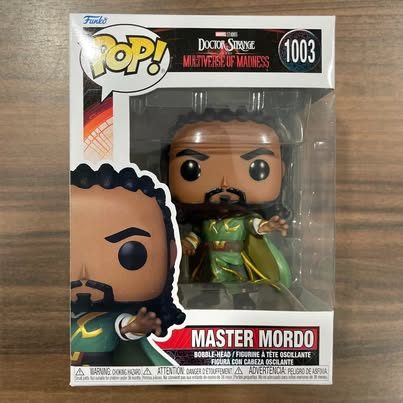 Funko
POP!
MARVEL STUDIOS
DOCTOR STRANGE
IN THE
MULTIVERSE OF MADNESS
1003
MASTER MORDO
BOBBLE-HEAD / FIGURINE À TÊTE OSCILLANTE
FIGURA CON CABEZA OSCILANTE
WARNING: CHOKING HAZARD. ATTENTION: DANGER D'ÉTOUFFEMENT. ADVERTENCIA: PELIGRO DE ASFIXIA.